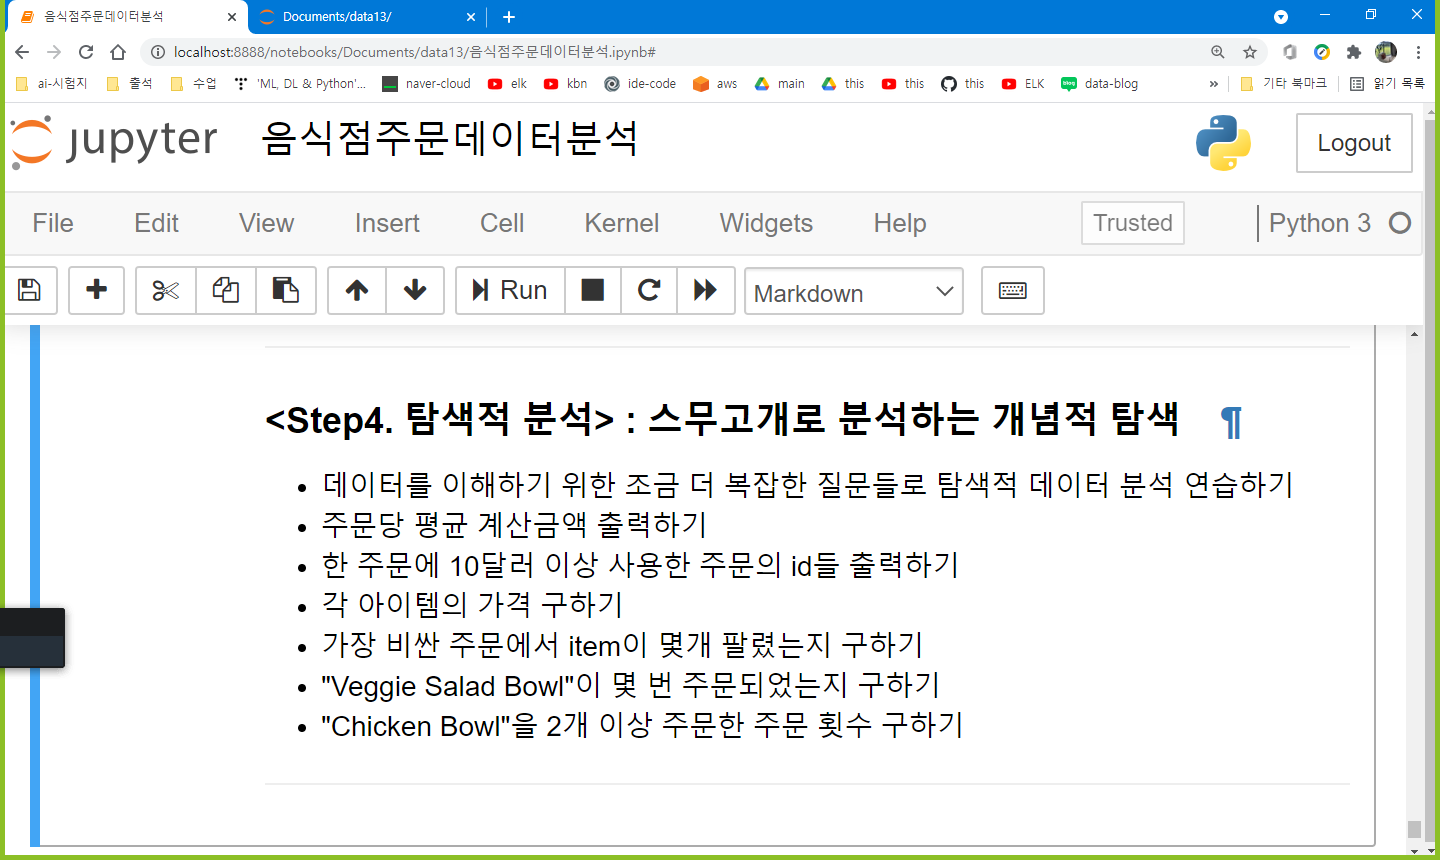 음식점주문데이터분석
Documents/data13/
localhost:8888/notebooks/Documents/data13/음식점주문데이터분석.ipynb#
ai-시험지 출석 수업 'ML, DL & Python'... naver-cloud elk kbn ide-code aws main this this this ELK data-blog » 기타 북마크 읽기 목록
jupyter 음식점주문데이터분석 Logout
File Edit View Insert Cell Kernel Widgets Help Trusted Python 3
Run Markdown
<Step4. 탐색적 분석> : 스무고개로 분석하는 개념적 탐색 ¶
• 데이터를 이해하기 위한 조금 더 복잡한 질문들로 탐색적 데이터 분석 연습하기
• 주문당 평균 계산금액 출력하기
• 한 주문에 10달러 이상 사용한 주문의 id들 출력하기
• 각 아이템의 가격 구하기
• 가장 비싼 주문에서 item이 몇개 팔렸는지 구하기
• "Veggie Salad Bowl"이 몇 번 주문되었는지 구하기
• "Chicken Bowl"을 2개 이상 주문한 주문 횟수 구하기